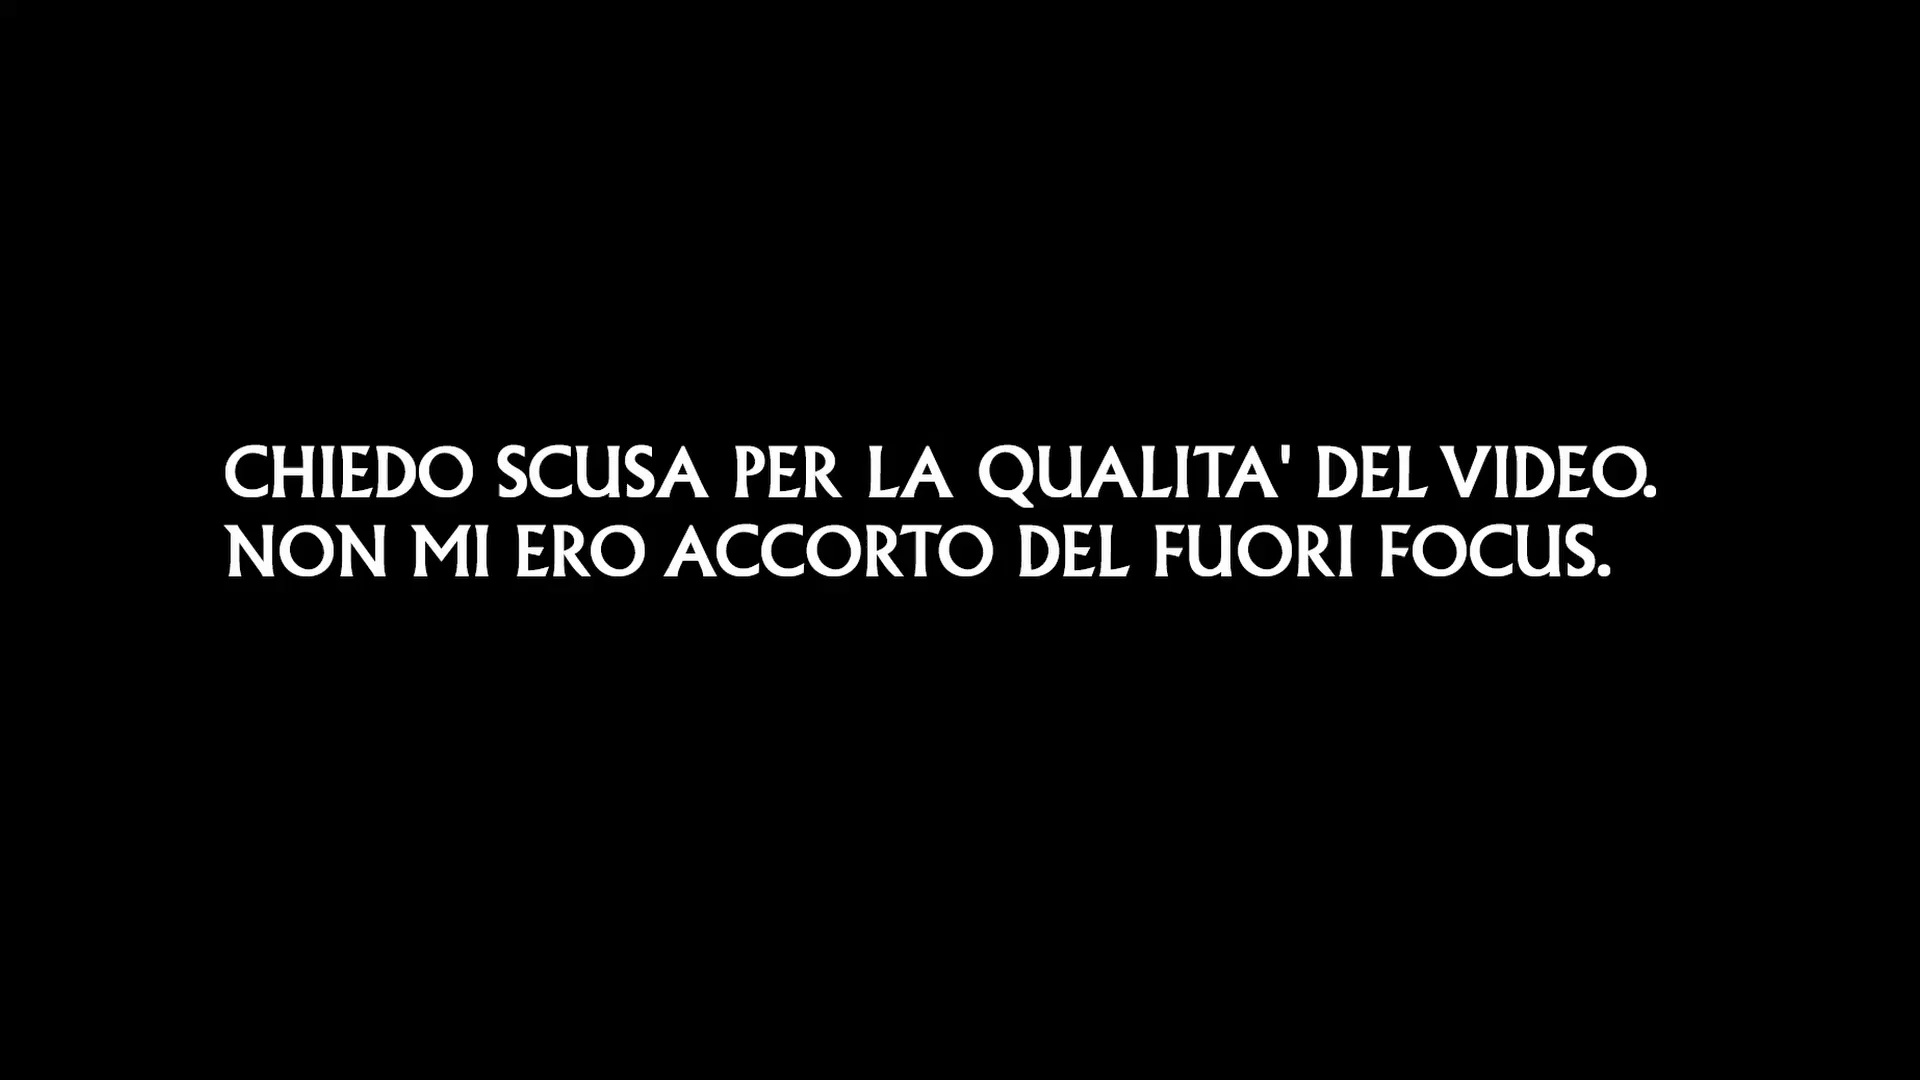 CHIEDO SCUSA PER LA QUALITA' DEL VIDEO.
NON MI ERO ACCORTO DEL FUORI FOCUS.